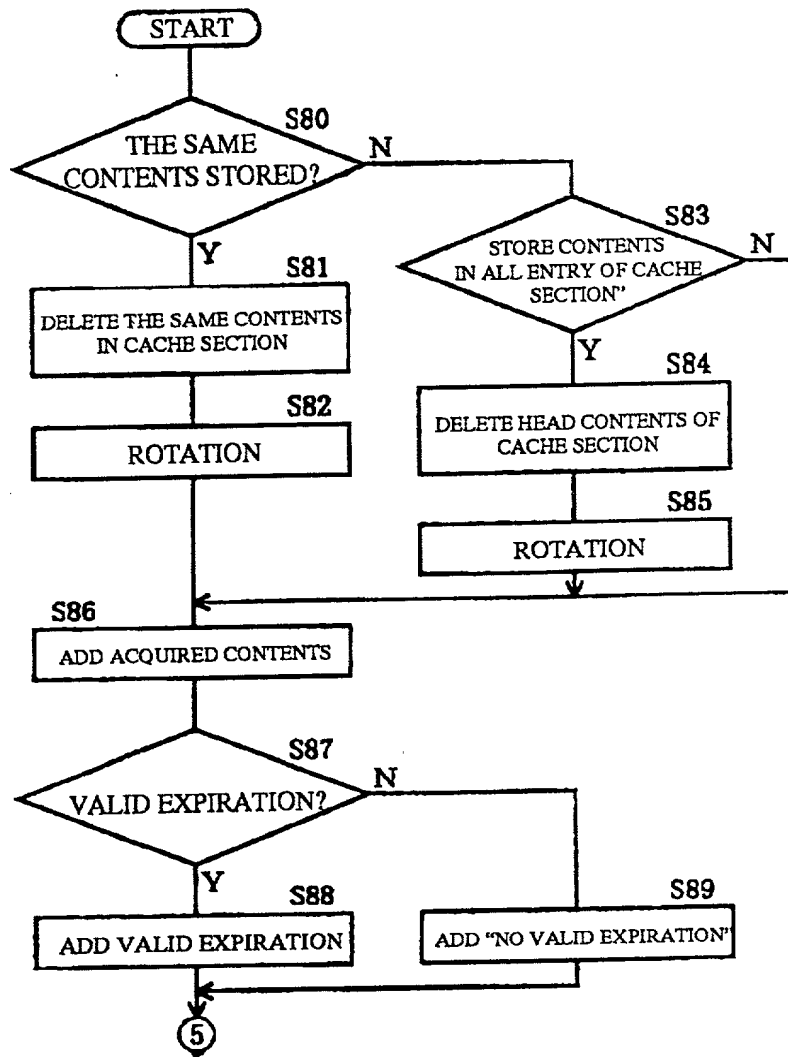 START
S80
THE SAME
CONTENTS STORED?
N
Y
S83
STORE CONTENTS
IN ALL ENTRY OF CACHE
SECTION"
N
Y
S81
DELETE THE SAME CONTENTS
IN CACHE SECTION
S84
DELETE HEAD CONTENTS OF
CACHE SECTION
S82
ROTATION
S85
ROTATION
S86
ADD ACQUIRED CONTENTS
S87
VALID EXPIRATION?
N
Y
S88
ADD VALID EXPIRATION
S89
ADD “NO VALID EXPIRATION”
5